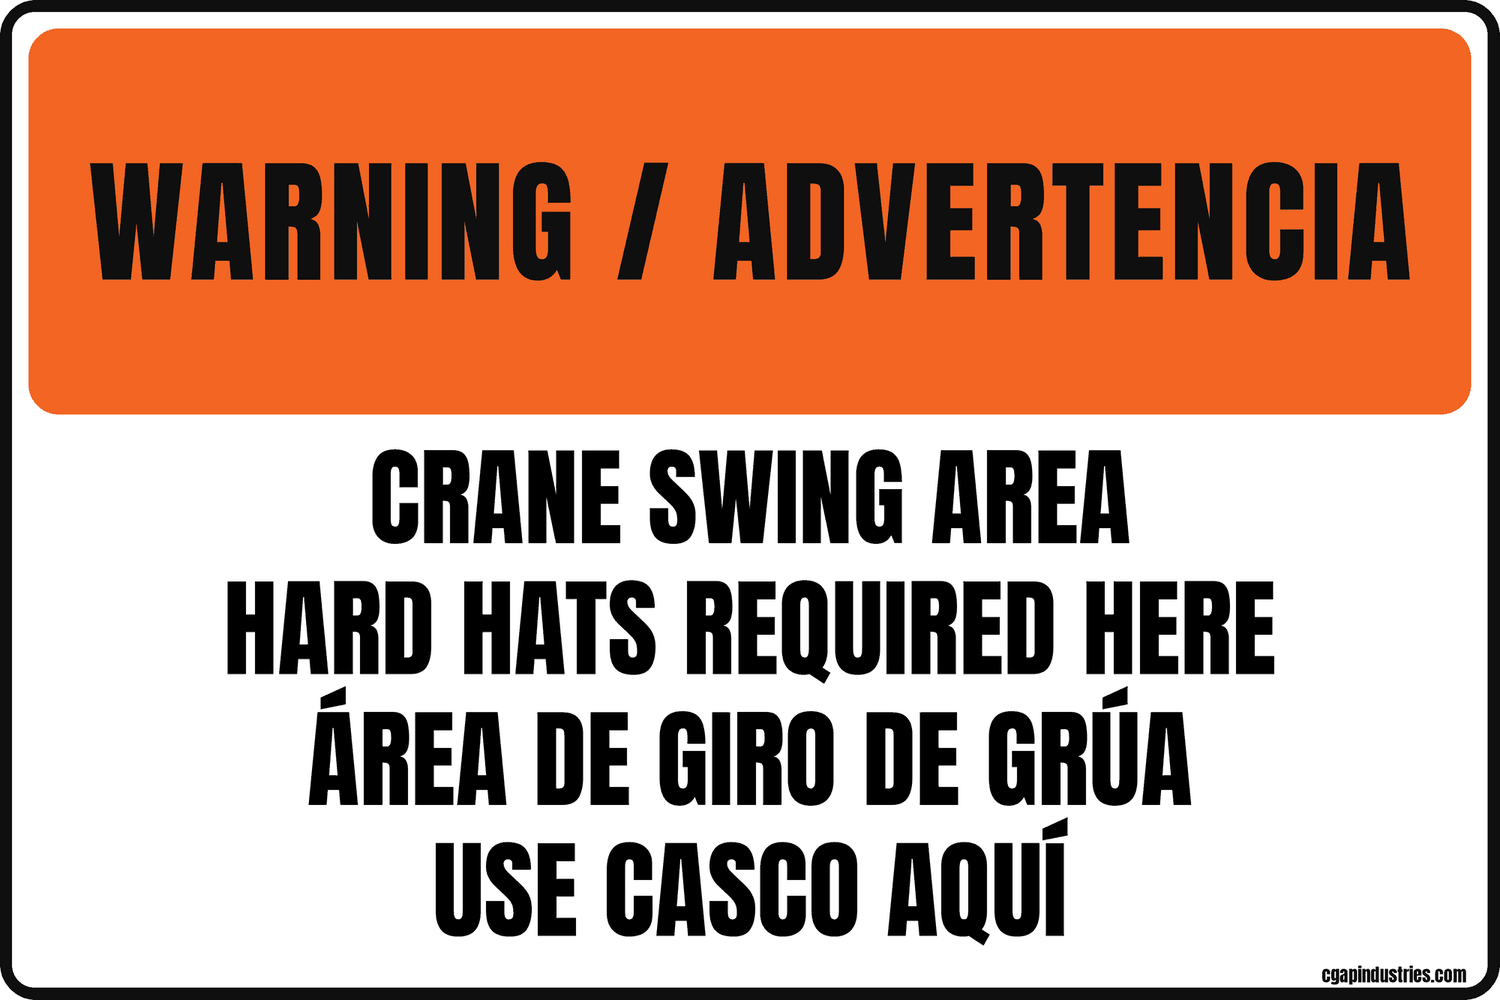 WARNING / ADVERTENCIA
CRANE SWING AREA
HARD HATS REQUIRED HERE
ÁREA DE GIRO DE GRÚA
USE CASCO AQUÍ
cgapindustries.com